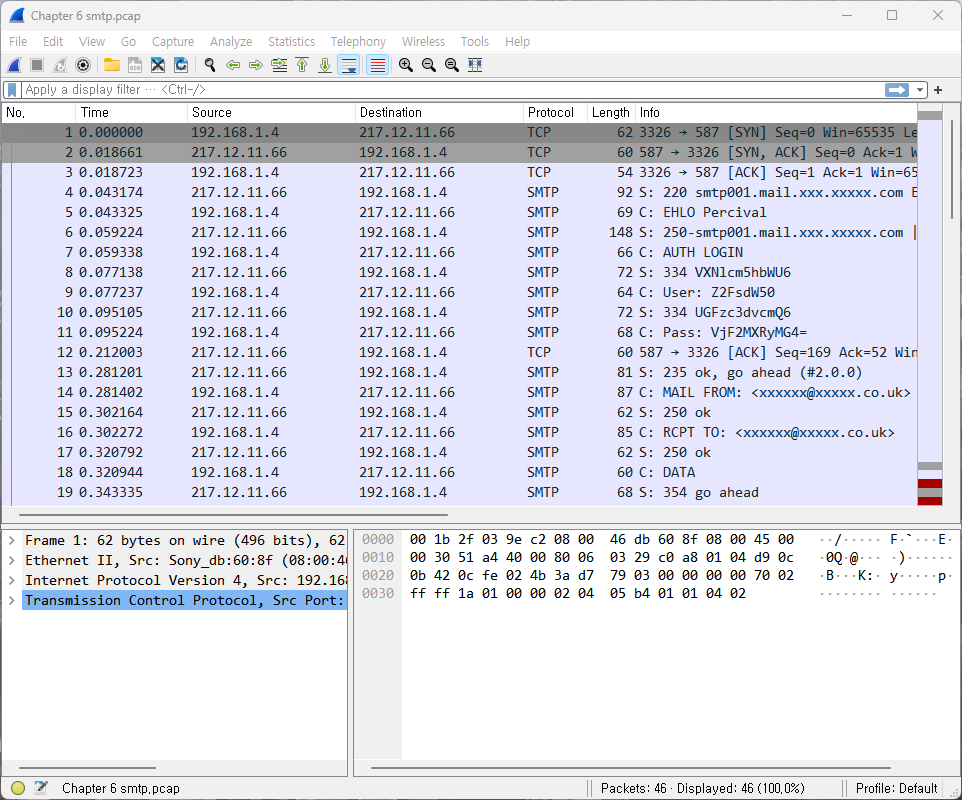 Chapter 6 smtp.pcap
File Edit View Go Capture Analyze Statistics Telephony Wireless Tools Help
Apply a display filter ··· <Ctrl-/>
No. Time Source Destination Protocol Length Info
1 0.000000 192.168.1.4 217.12.11.66 TCP 62 3326 → 587 [SYN] Seq=0 Win=65535 Le
2 0.018661 217.12.11.66 192.168.1.4 TCP 60 587 → 3326 [SYN, ACK] Seq=0 Ack=1 W
3 0.018723 192.168.1.4 217.12.11.66 TCP 54 3326 → 587 [ACK] Seq=1 Ack=1 Win=65
4 0.043174 217.12.11.66 192.168.1.4 SMTP 92 S: 220 smtp001.mail.xxx.xxxxx.com E
5 0.043325 192.168.1.4 217.12.11.66 SMTP 69 C: EHLO Percival
6 0.059224 217.12.11.66 192.168.1.4 SMTP 148 S: 250-smtp001.mail.xxx.xxxxx.com |
7 0.059338 192.168.1.4 217.12.11.66 SMTP 66 C: AUTH LOGIN
8 0.077138 217.12.11.66 192.168.1.4 SMTP 72 S: 334 VXNlcm5hbWU6
9 0.077237 192.168.1.4 217.12.11.66 SMTP 64 C: User: Z2FsdW50
10 0.095105 217.12.11.66 192.168.1.4 SMTP 72 S: 334 UGFzc3dvcmQ6
11 0.095224 192.168.1.4 217.12.11.66 SMTP 68 C: Pass: VjF2MXRyMG4=
12 0.212003 217.12.11.66 192.168.1.4 TCP 60 587 → 3326 [ACK] Seq=169 Ack=52 Win
13 0.281201 217.12.11.66 192.168.1.4 SMTP 81 S: 235 ok, go ahead (#2.0.0)
14 0.281402 192.168.1.4 217.12.11.66 SMTP 87 C: MAIL FROM: <xxxxxx@xxxxx.co.uk>
15 0.302164 217.12.11.66 192.168.1.4 SMTP 62 S: 250 ok
16 0.302272 192.168.1.4 217.12.11.66 SMTP 85 C: RCPT TO: <xxxxxx@xxxxx.co.uk>
17 0.320792 217.12.11.66 192.168.1.4 SMTP 62 S: 250 ok
18 0.320944 192.168.1.4 217.12.11.66 SMTP 60 C: DATA
19 0.343335 217.12.11.66 192.168.1.4 SMTP 68 S: 354 go ahead
Frame 1: 62 bytes on wire (496 bits), 62
Ethernet II, Src: Sony_db:60:8f (08:00:46
Internet Protocol Version 4, Src: 192.168
Transmission Control Protocol, Src Port:
0000 00 1b 2f 03 9e c2 08 00 46 db 60 8f 08 00 45 00 ··/····· F·`···E·
0010 00 30 51 a4 40 00 80 06 03 29 c0 a8 01 04 d9 0c ·0Q·@··· ·)······
0020 0b 42 0c fe 02 4b 3a d7 79 03 00 00 00 00 70 02 ·B···K:· y·····p·
0030 ff ff 1a 01 00 00 02 04 05 b4 01 01 04 02 ········ ······
Chapter 6 smtp.pcap Packets: 46 · Displayed: 46 (100.0%) Profile: Default